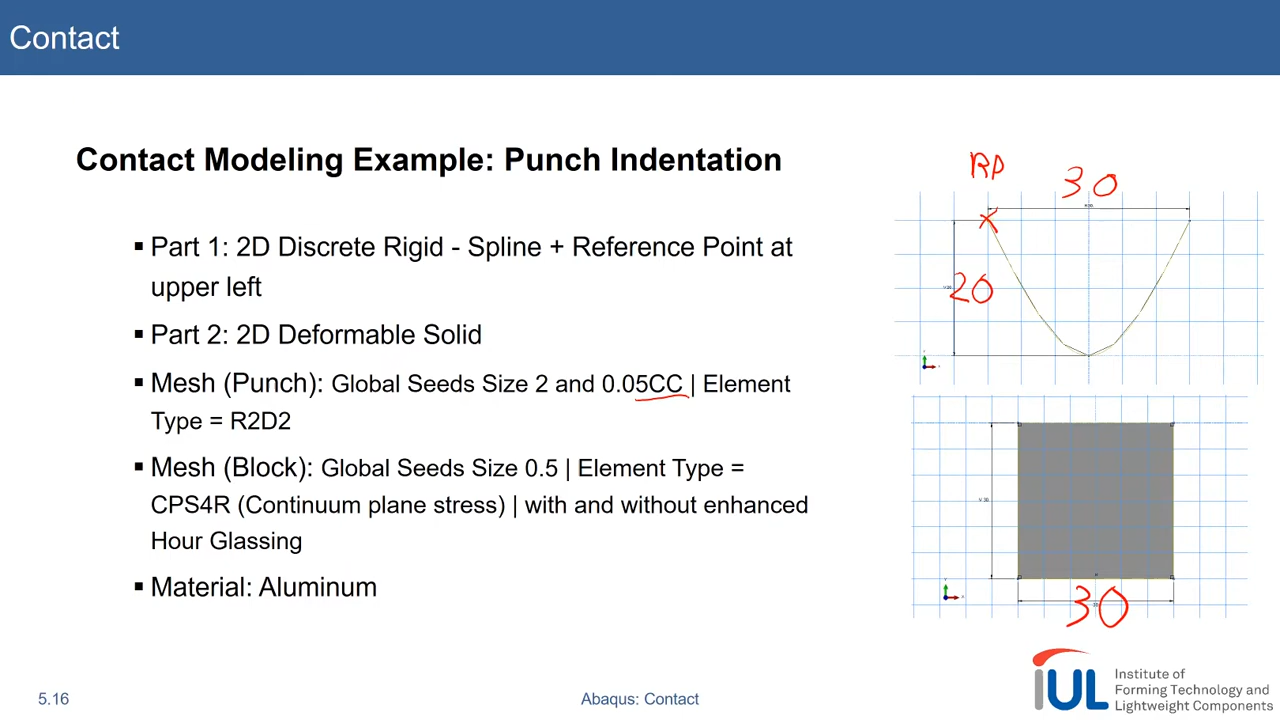 Contact
Contact Modeling Example: Punch Indentation
▪ Part 1: 2D Discrete Rigid - Spline + Reference Point at
upper left
▪ Part 2: 2D Deformable Solid
▪ Mesh (Punch): Global Seeds Size 2 and 0.05CC | Element
Type = R2D2
▪ Mesh (Block): Global Seeds Size 0.5 | Element Type =
CPS4R (Continuum plane stress) | with and without enhanced
Hour Glassing
▪ Material: Aluminum
RP
30
20
30
5.16
Abaqus: Contact
IUL
Institute of
Forming Technology and
Lightweight Components